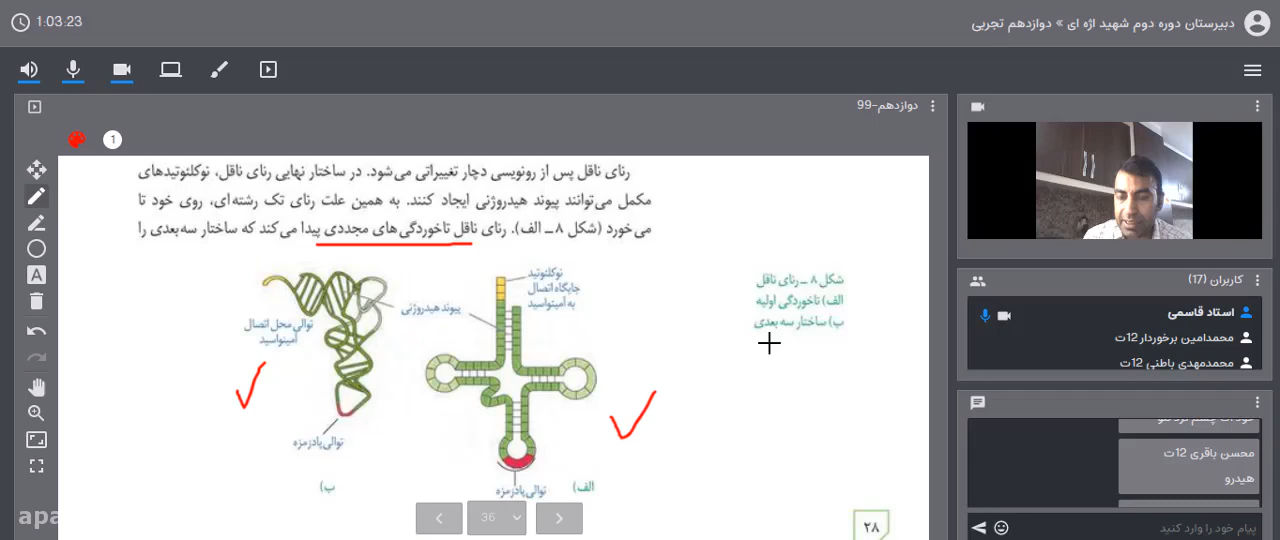 1:03:23
دبیرستان دوره دوم شهید اژه ای » دوازدهم تجربی
دوازدهم-99
1
رنای ناقل پس از رونویسی دچار تغییراتی می‌شود. در ساختار نهایی رنای ناقل، نوکلئوتیدهای
مکمل می‌توانند پیوند هیدروژنی ایجاد کنند. به همین علت رنای تک رشته‌ای، روی خود تا
می‌خورد (شکل ۸ــ الف). رنای ناقل تاخوردگی‌های مجددی پیدا می‌کند که ساختار سه‌بعدی را
شکل ۸ ــ رنای ناقل
الف) تاخوردگی اولیه
ب) ساختار سه بعدی
نوکلئوتید
جایگاه اتصال
به آمینواسید
پیوند هیدروژنی
توالی محل اتصال
آمینواسید
توالی پادرمزه
توالی پادرمزه
الف)
ب)
36
۲۸
apa
کاربران (17)
استاد قاسمی
محمدامین برخوردار 12ت
محمدمهدی باطنی 12ت
محسن باقری 12ت
هیدرو
پیام خود را وارد کنید